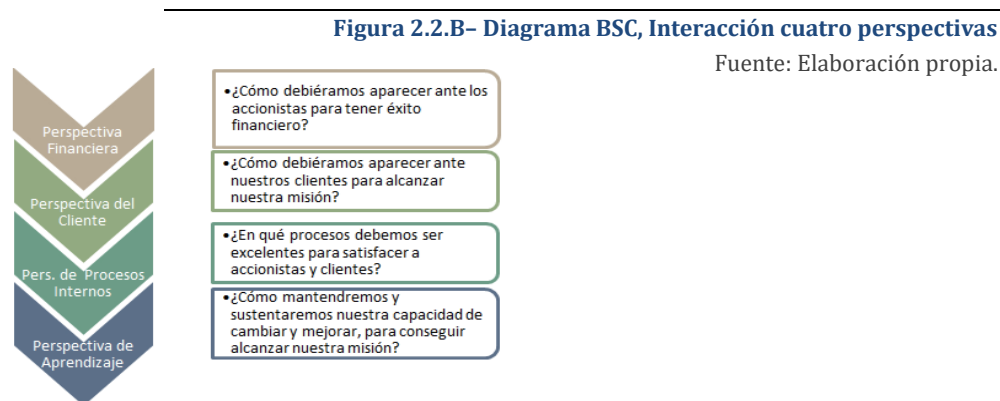 Figura 2.2.B– Diagrama BSC, Interacción cuatro perspectivas
Fuente: Elaboración propia.
Perspectiva
Financiera
•¿Cómo debiéramos aparecer ante los
accionistas para tener éxito
financiero?
Perspectiva del
Cliente
•¿Cómo debiéramos aparecer ante
nuestros clientes para alcanzar
nuestra misión?
Pers. de Procesos
Internos
•¿En qué procesos debemos ser
excelentes para satisfacer a
accionistas y clientes?
Perspectiva de
Aprendizaje
•¿Cómo mantendremos y
sustentaremos nuestra capacidad de
cambiar y mejorar, para conseguir
alcanzar nuestra misión?